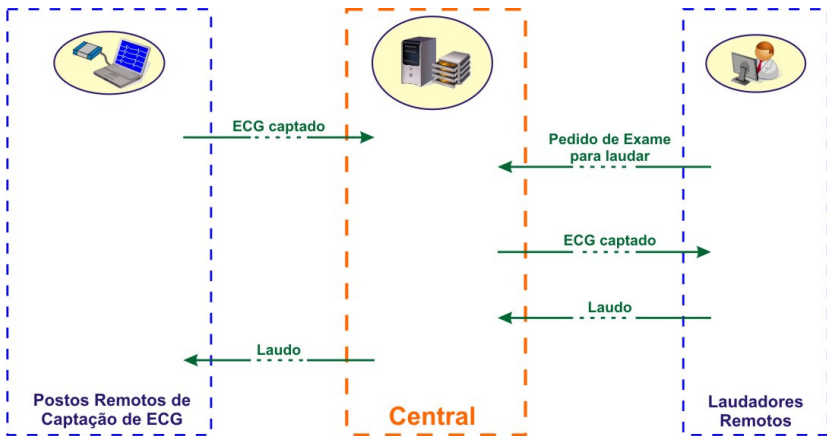 ECG captado
Pedido de Exame
para laudar
ECG captado
Laudo
Laudo
Postos Remotos de
Captação de ECG
Central
Laudadores
Remotos